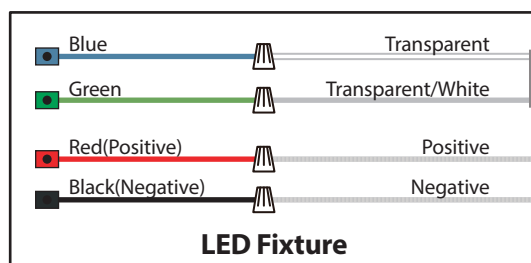 Blue Transparent
Green Transparent/White
Red(Positive) Positive
Black(Negative) Negative
LED Fixture